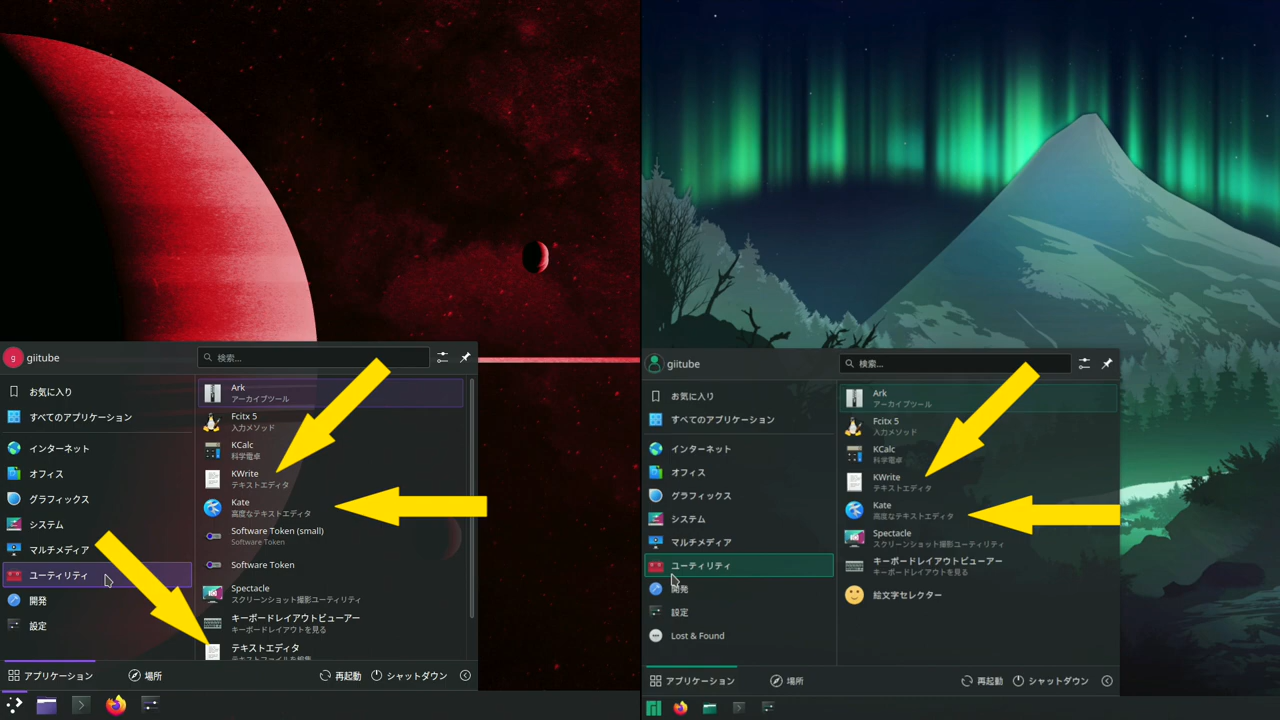 g
giitube
検索...
お気に入り
すべてのアプリケーション
インターネット
オフィス
グラフィックス
システム
マルチメディア
ユーティリティ
開発
設定
Ark
アーカイブツール
Fcitx 5
入力メソッド
KCalc
科学電卓
KWrite
テキストエディタ
Kate
高度なテキストエディタ
Software Token (small)
Software Token
Software Token
Spectacle
スクリーンショット撮影ユーティリティ
キーボードレイアウトビューアー
キーボードレイアウトを見る
テキストエディタ
テキストファイルを編集
アプリケーション
場所
再起動
シャットダウン
giitube
検索...
お気に入り
すべてのアプリケーション
インターネット
オフィス
グラフィックス
システム
マルチメディア
ユーティリティ
開発
設定
Lost & Found
Ark
アーカイブツール
Fcitx 5
入力メソッド
KCalc
科学電卓
KWrite
テキストエディタ
Kate
高度なテキストエディタ
Spectacle
スクリーンショット撮影ユーティリティ
キーボードレイアウトビューアー
キーボードレイアウトを見る
絵文字セレクター
アプリケーション
場所
再起動
シャットダウン